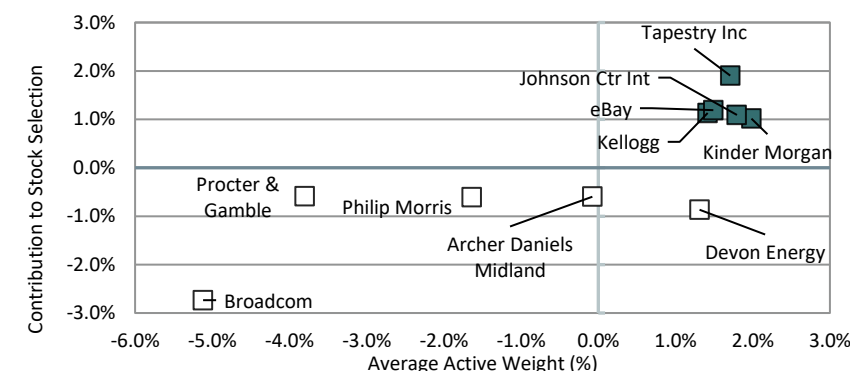 Contribution to Stock Selection
3.0%
2.0%
1.0%
0.0%
-1.0%
-2.0%
-3.0%
Tapestry Inc
Johnson Ctr Int
eBay
Kellogg
Kinder Morgan
Procter &
Gamble
Philip Morris
Archer Daniels
Midland
Devon Energy
Broadcom
-6.0% -5.0% -4.0% -3.0% -2.0% -1.0% 0.0% 1.0% 2.0% 3.0%
Average Active Weight (%)